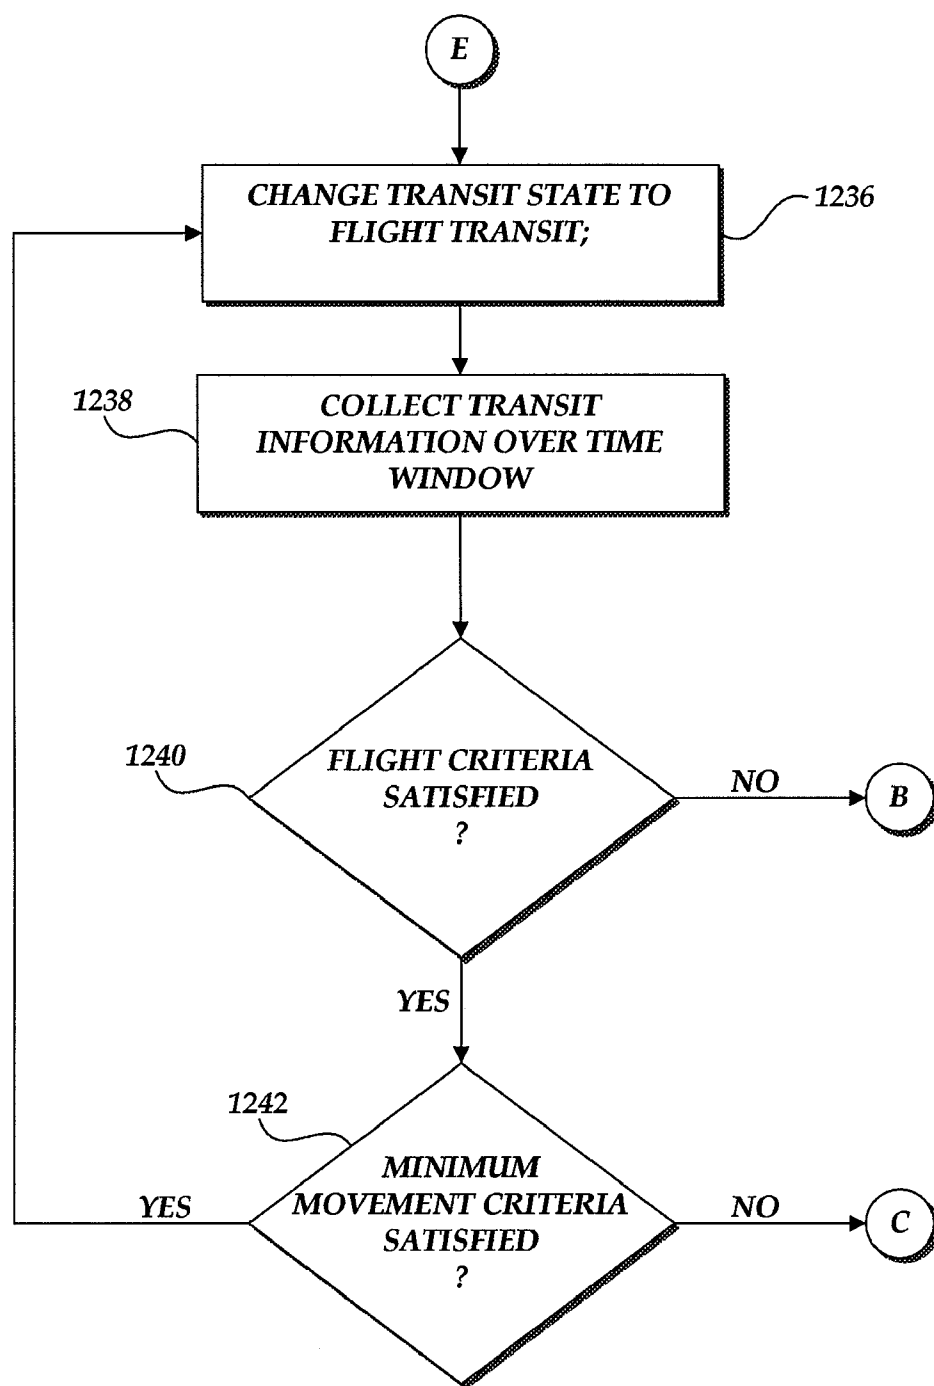 E
CHANGE TRANSIT STATE TO
FLIGHT TRANSIT;
1236
1238
COLLECT TRANSIT
INFORMATION OVER TIME
WINDOW
1240
FLIGHT CRITERIA
SATISFIED
?
NO
B
YES
1242
MINIMUM
MOVEMENT CRITERIA
SATISFIED
?
YES
NO
C